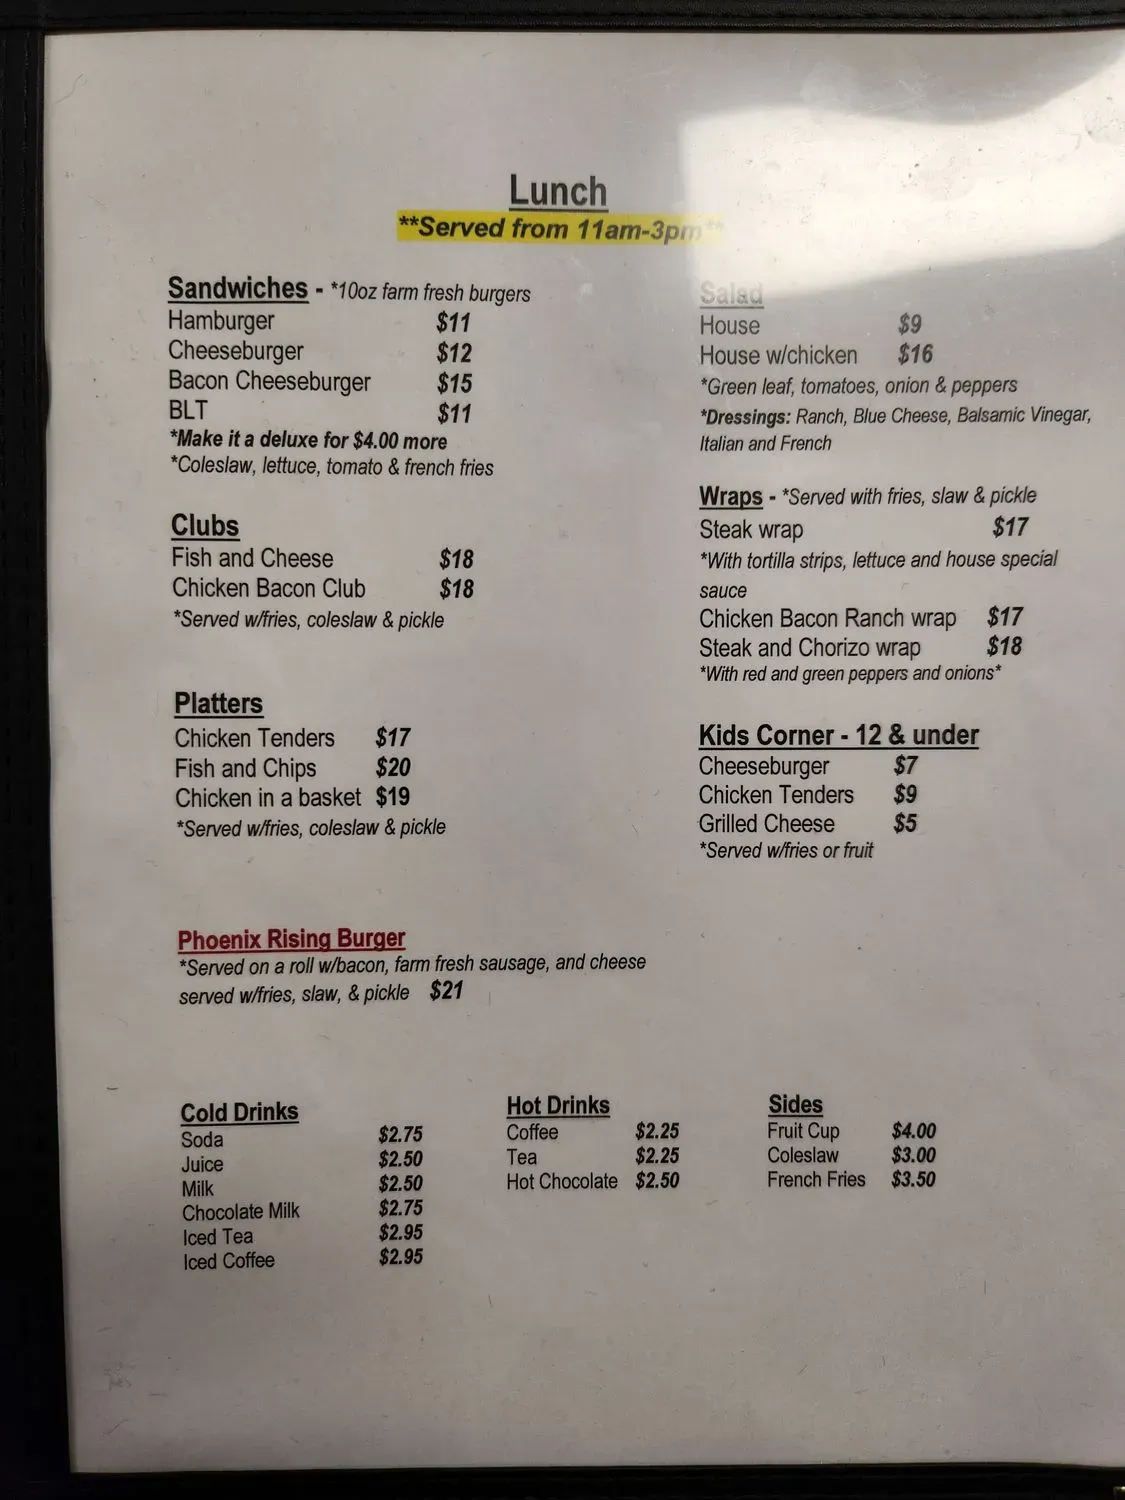 Lunch
**Served from 11am-3pm**
Sandwiches - *10oz farm fresh burgers
Hamburger $11
Cheeseburger $12
Bacon Cheeseburger $15
BLT $11
*Make it a deluxe for $4.00 more
*Coleslaw, lettuce, tomato & french fries
Clubs
Fish and Cheese $18
Chicken Bacon Club $18
*Served w/fries, coleslaw & pickle
Platters
Chicken Tenders $17
Fish and Chips $20
Chicken in a basket $19
*Served w/fries, coleslaw & pickle
Salad
House $9
House w/chicken $16
*Green leaf, tomatoes, onion & peppers
*Dressings: Ranch, Blue Cheese, Balsamic Vinegar,
Italian and French
Wraps - *Served with fries, slaw & pickle
Steak wrap $17
*With tortilla strips, lettuce and house special
sauce
Chicken Bacon Ranch wrap $17
Steak and Chorizo wrap $18
*With red and green peppers and onions*
Kids Corner - 12 & under
Cheeseburger $7
Chicken Tenders $9
Grilled Cheese $5
*Served w/fries or fruit
Phoenix Rising Burger
*Served on a roll w/bacon, farm fresh sausage, and cheese
served w/fries, slaw, & pickle $21
Cold Drinks
Soda $2.75
Juice $2.50
Milk $2.50
Chocolate Milk $2.75
Iced Tea $2.95
Iced Coffee $2.95
Hot Drinks
Coffee $2.25
Tea $2.25
Hot Chocolate $2.50
Sides
Fruit Cup $4.00
Coleslaw $3.00
French Fries $3.50